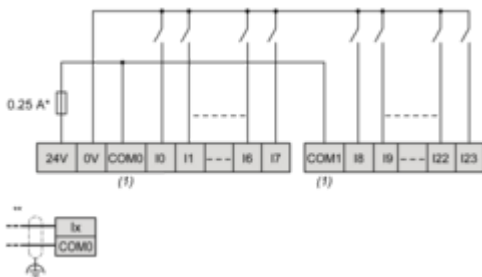 0.25 A*
24V 0V COM0 I0 I1 --- I6 I7 COM1 I8 I9 --- I22 I23
(1) (1)
**
Ix
COM0